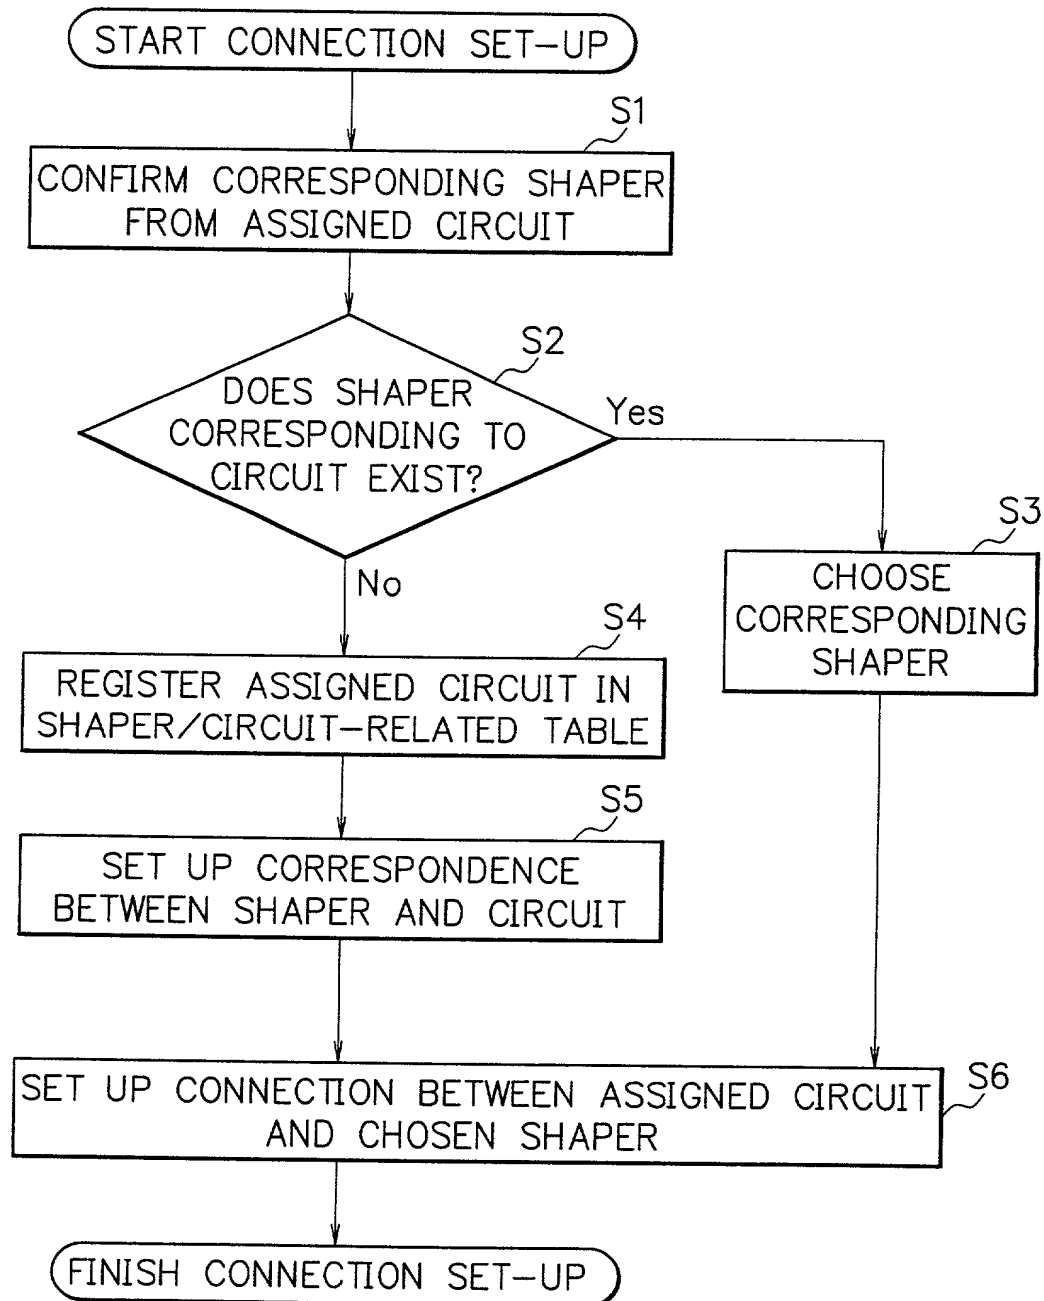 START CONNECTION SET-UP
S1
CONFIRM CORRESPONDING SHAPER
FROM ASSIGNED CIRCUIT
S2
DOES SHAPER
CORRESPONDING TO
CIRCUIT EXIST?
Yes
No
S3
CHOOSE
CORRESPONDING
SHAPER
S4
REGISTER ASSIGNED CIRCUIT IN
SHAPER/CIRCUIT-RELATED TABLE
S5
SET UP CORRESPONDENCE
BETWEEN SHAPER AND CIRCUIT
S6
SET UP CONNECTION BETWEEN ASSIGNED CIRCUIT
AND CHOSEN SHAPER
FINISH CONNECTION SET-UP